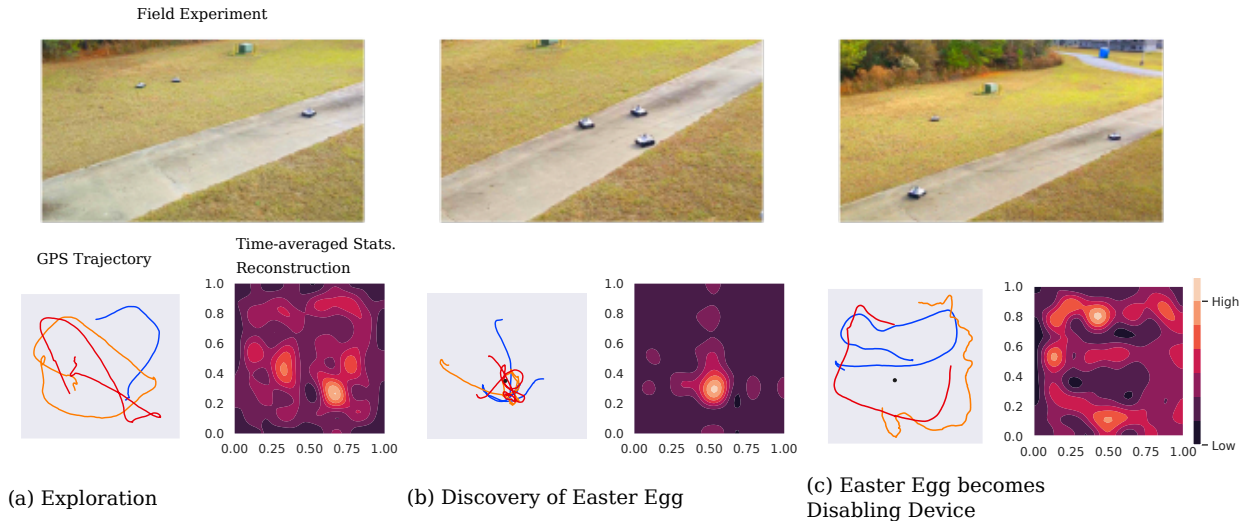 Field Experiment
GPS Trajectory
Time-averaged Stats.
Reconstruction
1.0
0.8
0.6
0.4
0.2
0.0
0.00 0.25 0.50 0.75 1.00
1.0
0.8
0.6
0.4
0.2
0.0
0.00 0.25 0.50 0.75 1.00
1.0
0.8
0.6
0.4
0.2
0.0
0.00 0.25 0.50 0.75 1.00
High
Low
(a) Exploration
(b) Discovery of Easter Egg
(c) Easter Egg becomes
Disabling Device